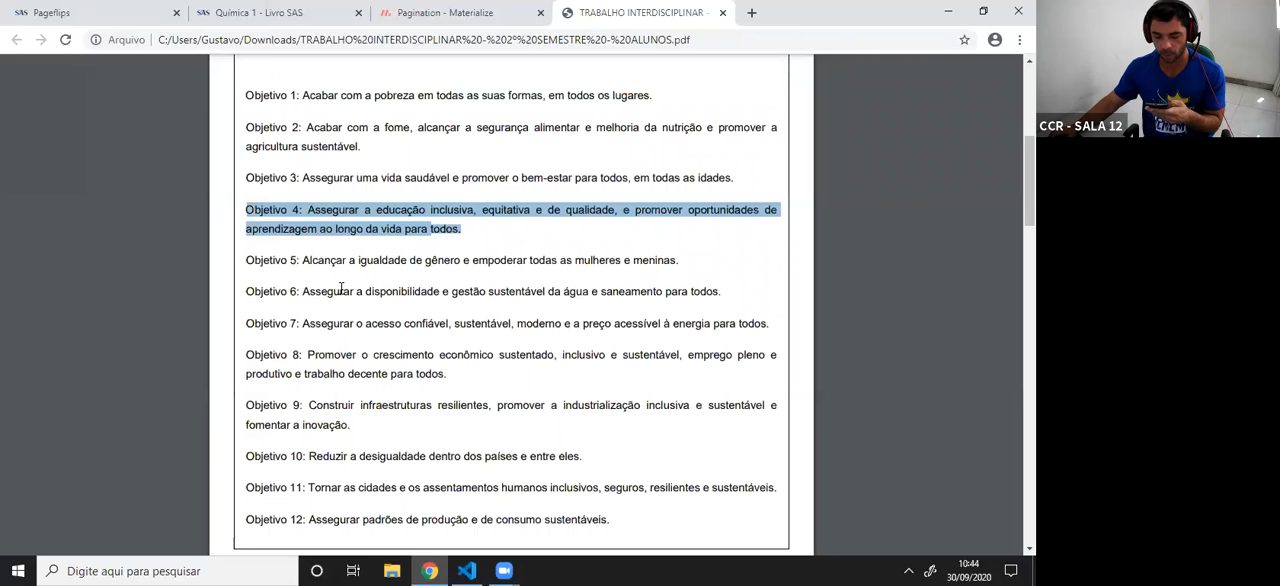 Pageflips
Química 1 - Livro SAS
Pagination - Materialize
TRABALHO INTERDISCIPLINAR -
Arquivo
C:/Users/Gustavo/Downloads/TRABALHO%20INTERDISCIPLINAR%20-%202º%20SEMESTRE%20-%20ALUNOS.pdf
CCR - SALA 12
Objetivo 1: Acabar com a pobreza em todas as suas formas, em todos os lugares.
Objetivo 2: Acabar com a fome, alcançar a segurança alimentar e melhoria da nutrição e promover a
agricultura sustentável.
Objetivo 3: Assegurar uma vida saudável e promover o bem-estar para todos, em todas as idades.
Objetivo 4: Assegurar a educação inclusiva, equitativa e de qualidade, e promover oportunidades de
aprendizagem ao longo da vida para todos.
Objetivo 5: Alcançar a igualdade de gênero e empoderar todas as mulheres e meninas.
Objetivo 6: Assegurar a disponibilidade e gestão sustentável da água e saneamento para todos.
Objetivo 7: Assegurar o acesso confiável, sustentável, moderno e a preço acessível à energia para todos.
Objetivo 8: Promover o crescimento econômico sustentado, inclusivo e sustentável, emprego pleno e
produtivo e trabalho decente para todos.
Objetivo 9: Construir infraestruturas resilientes, promover a industrialização inclusiva e sustentável e
fomentar a inovação.
Objetivo 10: Reduzir a desigualdade dentro dos países e entre eles.
Objetivo 11: Tornar as cidades e os assentamentos humanos inclusivos, seguros, resilientes e sustentáveis.
Objetivo 12: Assegurar padrões de produção e de consumo sustentáveis.
Digite aqui para pesquisar
10:44
30/09/2020